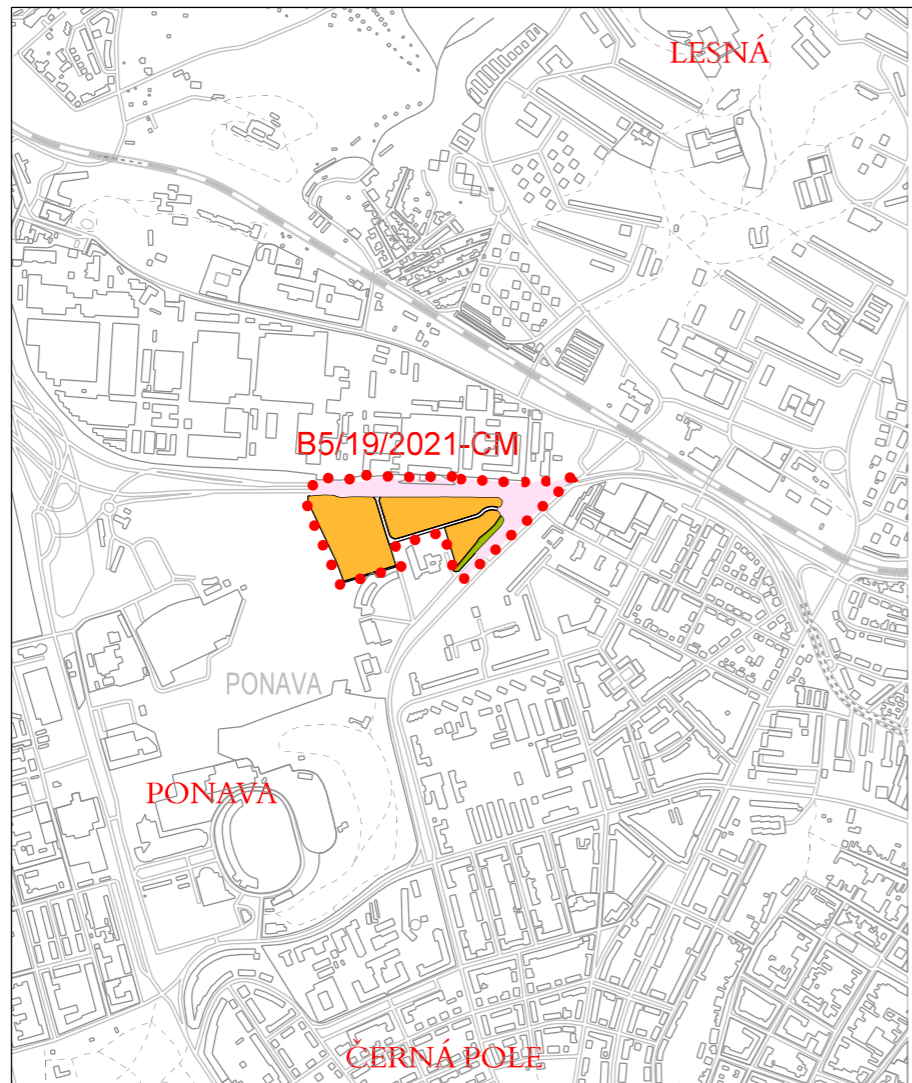 LESNÁ
B5/19/2021-CM
PONAVA
PONAVA
ČERNÁ POLE